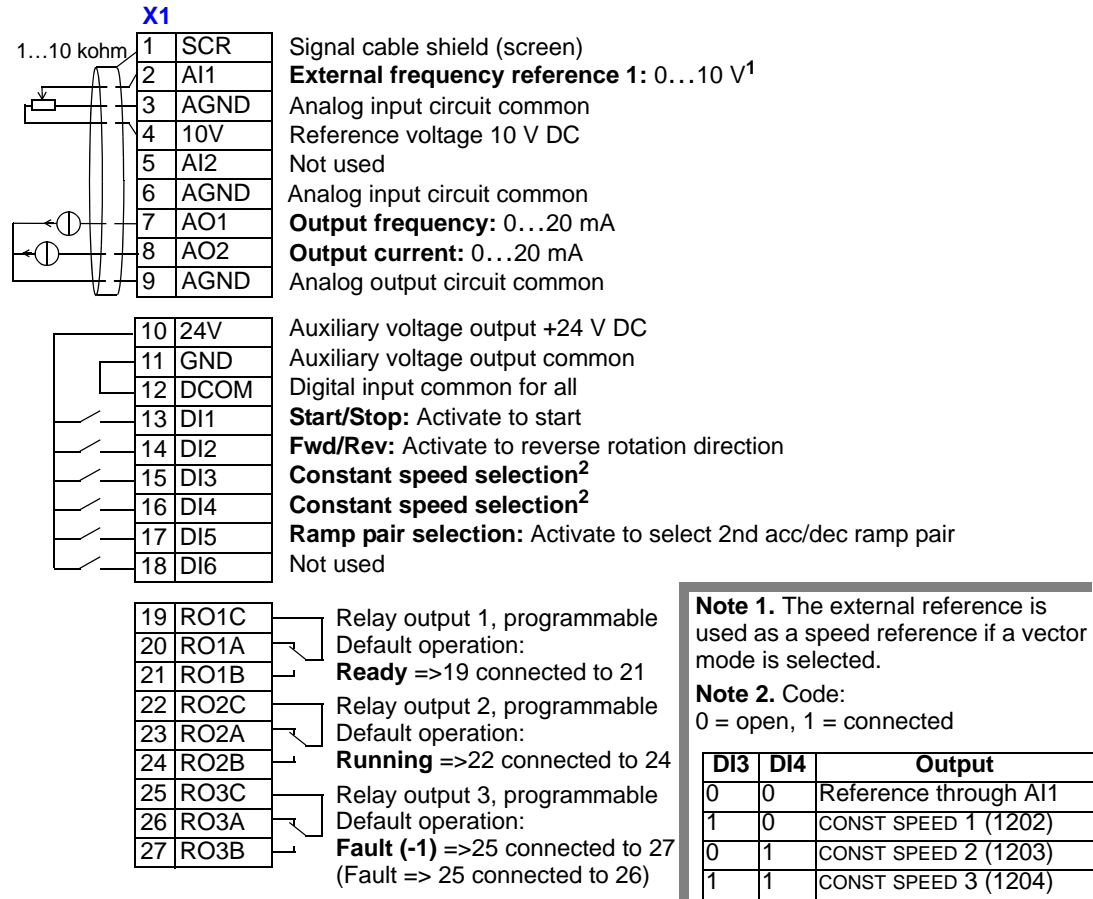 X1
1…10 kohm
1 SCR Signal cable shield (screen)
2 AI1 External frequency reference 1: 0…10 V1
3 AGND Analog input circuit common
4 10V Reference voltage 10 V DC
5 AI2 Not used
6 AGND Analog input circuit common
7 AO1 Output frequency: 0…20 mA
8 AO2 Output current: 0…20 mA
9 AGND Analog output circuit common
10 24V Auxiliary voltage output +24 V DC
11 GND Auxiliary voltage output common
12 DCOM Digital input common for all
13 DI1 Start/Stop: Activate to start
14 DI2 Fwd/Rev: Activate to reverse rotation direction
15 DI3 Constant speed selection2
16 DI4 Constant speed selection2
17 DI5 Ramp pair selection: Activate to select 2nd acc/dec ramp pair
18 DI6 Not used
19 RO1C Relay output 1, programmable
20 RO1A Default operation:
21 RO1B Ready =>19 connected to 21
22 RO2C Relay output 2, programmable
23 RO2A Default operation:
24 RO2B Running =>22 connected to 24
25 RO3C Relay output 3, programmable
26 RO3A Default operation:
27 RO3B Fault (-1) =>25 connected to 27
(Fault => 25 connected to 26)
Note 1. The external reference is
used as a speed reference if a vector
mode is selected.
Note 2. Code:
0 = open, 1 = connected
DI3 DI4 Output
0 0 Reference through AI1
1 0 CONST SPEED 1 (1202)
0 1 CONST SPEED 2 (1203)
1 1 CONST SPEED 3 (1204)